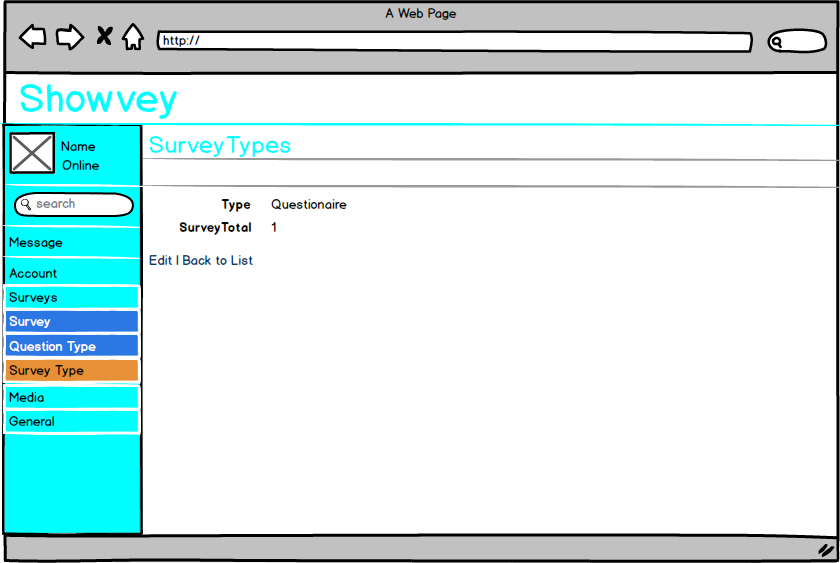 A Web Page
http://
Showvey
Name
Online
search
Message
Account
Surveys
Survey
Question Type
Survey Type
Media
General
SurveyTypes
Type Questionaire
SurveyTotal 1
Edit | Back to List